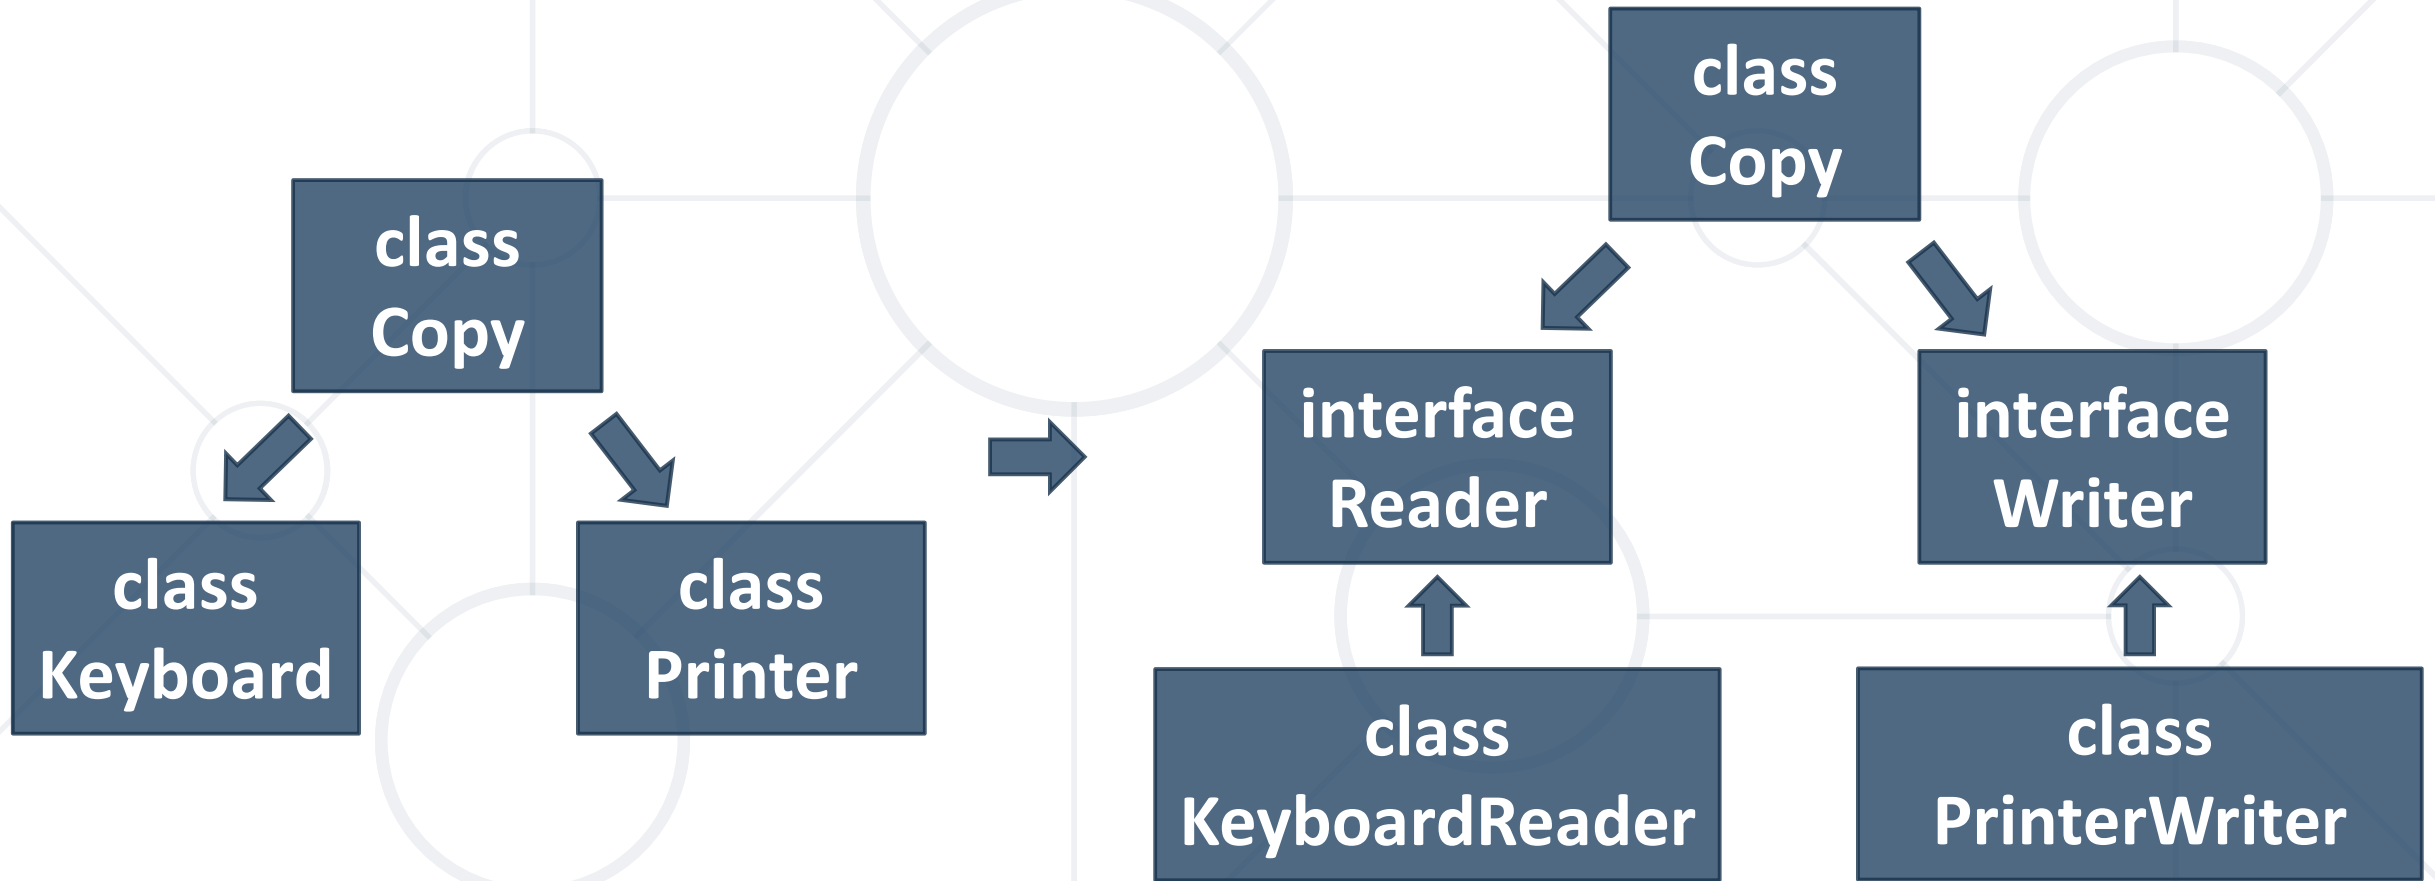 class
Copy
class
Keyboard
class
Printer
class
Copy
interface
Reader
interface
Writer
class
KeyboardReader
class
PrinterWriter